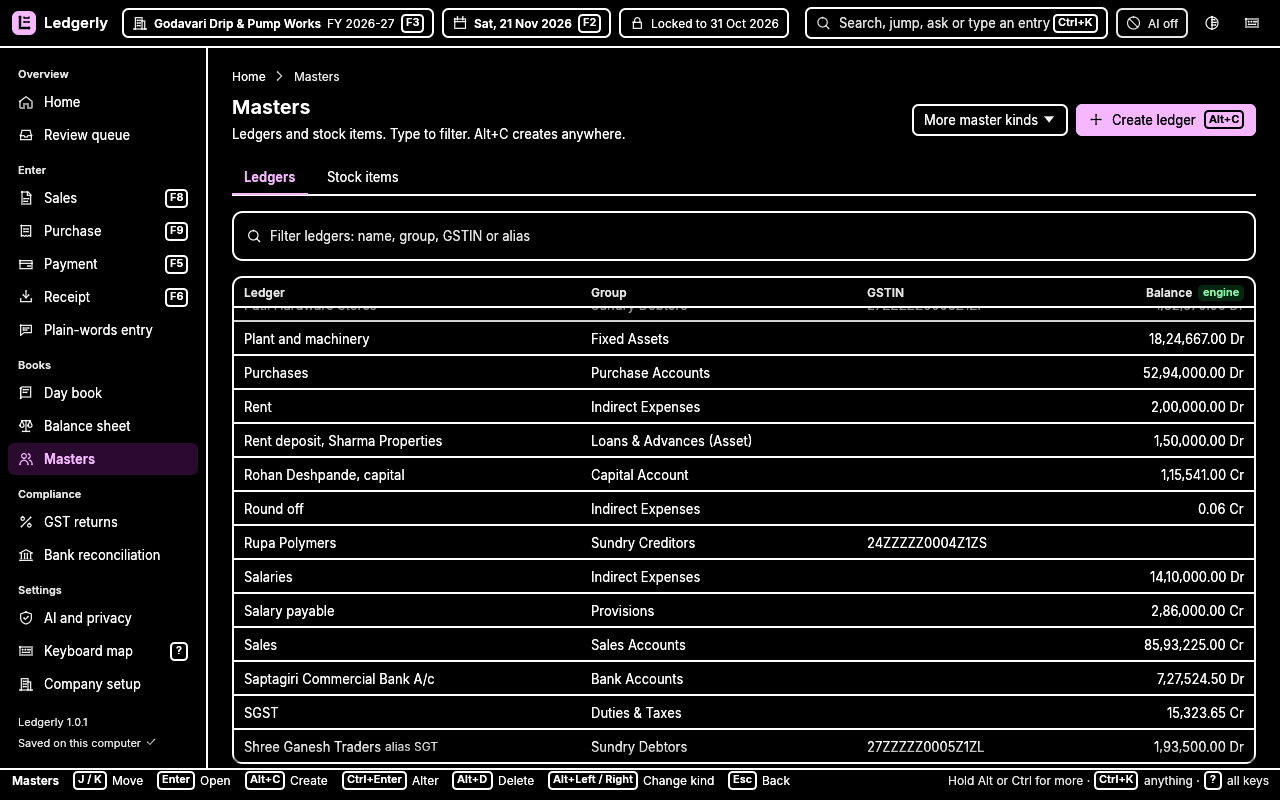 Ledgerly
Godavari Drip & Pump Works FY 2026-27 F3
Sat, 21 Nov 2026 F2
Locked to 31 Oct 2026
Search, jump, ask or type an entry Ctrl+K
AI off
Overview
Home
Review queue
Enter
Sales F8
Purchase F9
Payment F5
Receipt F6
Plain-words entry
Books
Day book
Balance sheet
Masters
Compliance
GST returns
Bank reconciliation
Settings
AI and privacy
Keyboard map ?
Company setup
Ledgerly 1.0.1
Saved on this computer
Home > Masters
Masters
Ledgers and stock items. Type to filter. Alt+C creates anywhere.
More master kinds
Create ledger Alt+C
Ledgers Stock items
Filter ledgers: name, group, GSTIN or alias
Ledger Group GSTIN Balance engine
Plant and machinery Fixed Assets 18,24,667.00 Dr
Purchases Purchase Accounts 52,94,000.00 Dr
Rent Indirect Expenses 2,00,000.00 Dr
Rent deposit, Sharma Properties Loans & Advances (Asset) 1,50,000.00 Dr
Rohan Deshpande, capital Capital Account 1,15,541.00 Cr
Round off Indirect Expenses 0.06 Cr
Rupa Polymers Sundry Creditors 24ZZZZZ0004Z1ZS
Salaries Indirect Expenses 14,10,000.00 Dr
Salary payable Provisions 2,86,000.00 Cr
Sales Sales Accounts 85,93,225.00 Cr
Saptagiri Commercial Bank A/c Bank Accounts 7,27,524.50 Dr
SGST Duties & Taxes 15,323.65 Cr
Shree Ganesh Traders alias SGT Sundry Debtors 27ZZZZZ0005Z1ZL 1,93,500.00 Dr
Masters J / K Move Enter Open Alt+C Create Ctrl+Enter Alter Alt+D Delete Alt+Left / Right Change kind Esc Back
Hold Alt or Ctrl for more · Ctrl+K anything · ? all keys